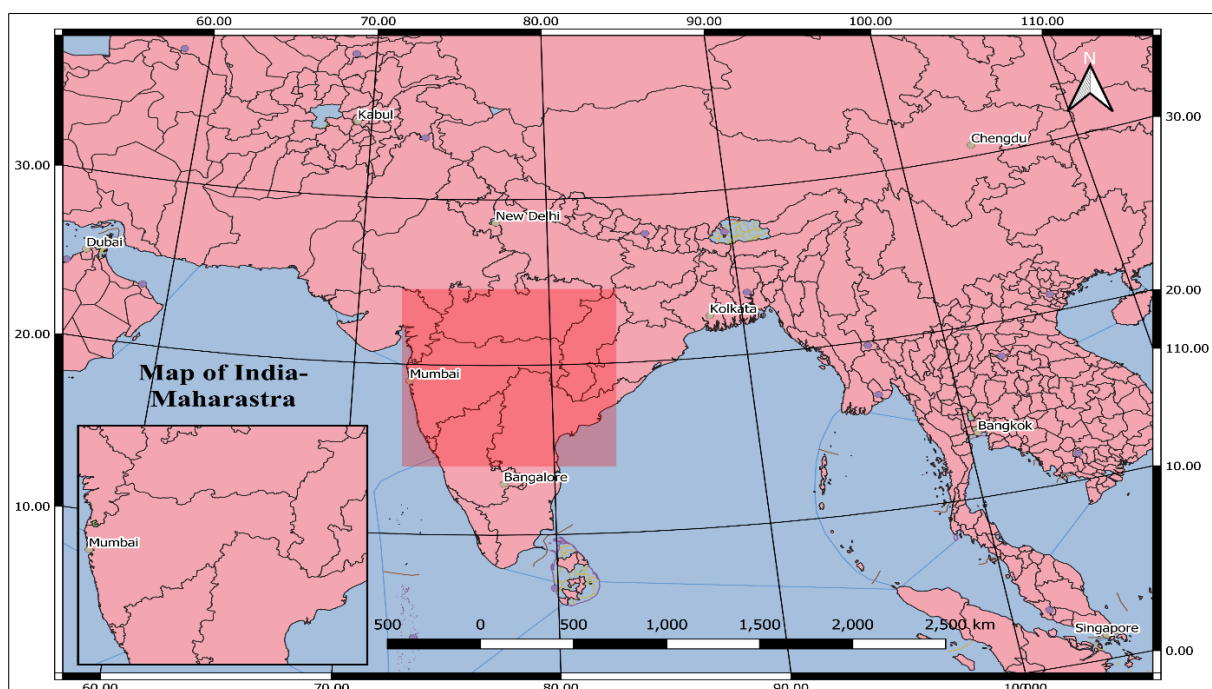 60.00
70.00
80.00
90.00
100.00
110.00
N
Kabul
Chengdu
30.00
30.00
New Delhi
Dubai
20.00
Kolkata
20.00
110.00
Mumbai
Map of India-
Maharastra
Bangkok
10.00
Bangalore
10.00
Mumbai
500
0
500
1,000
1,500
2,000
2,500 km
Singapore
0.00
60.00
70.00
80.00
90.00